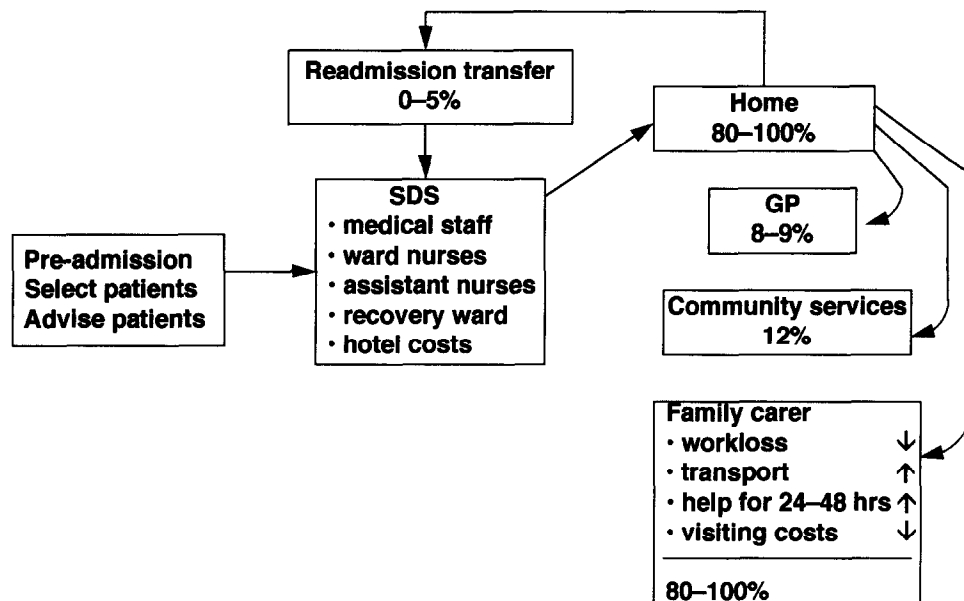 Readmission transfer
0–5%
Home
80–100%
SDS
· medical staff
· ward nurses
· assistant nurses
· recovery ward
· hotel costs
GP
8–9%
Pre-admission
Select patients
Advise patients
Community services
12%
Family carer
· workloss ↓
· transport ↑
· help for 24–48 hrs ↑
· visiting costs ↓
80–100%